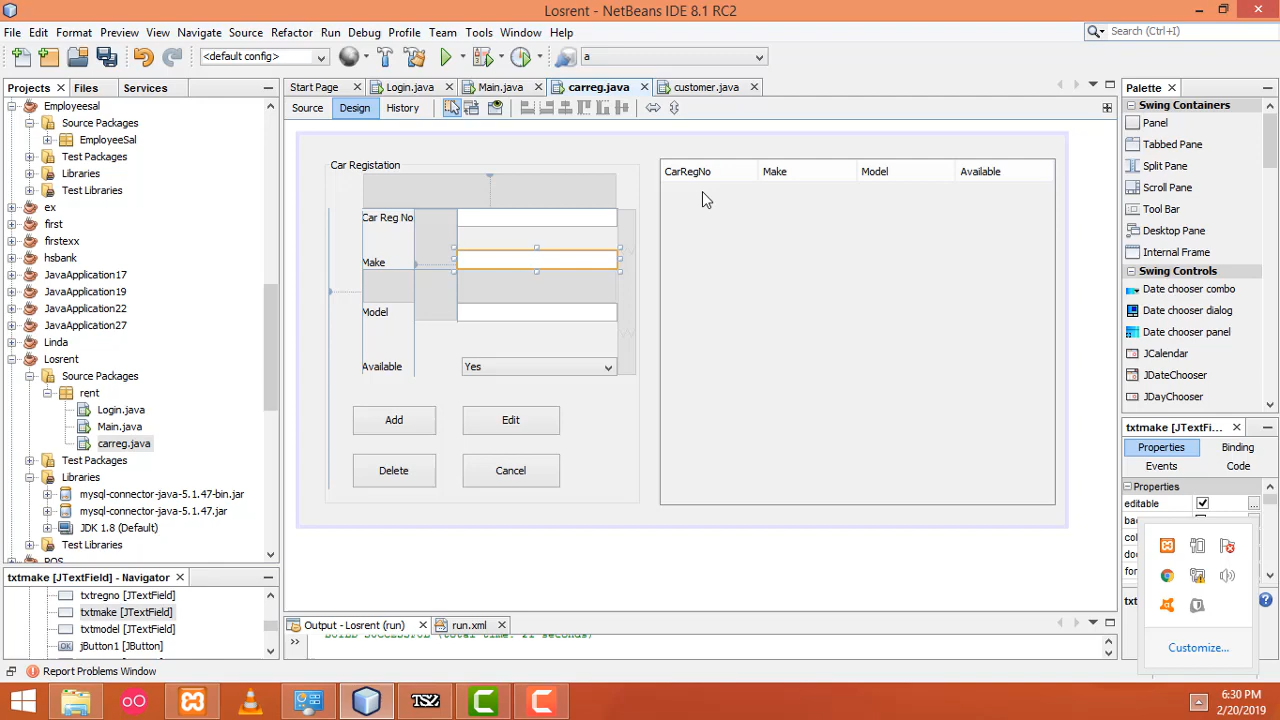 Losrent - NetBeans IDE 8.1 RC2
File Edit Format Preview View Navigate Source Refactor Run Debug Profile Team Tools Window Help
Search (Ctrl+I)
<default config>
a
Projects
Files
Services
Employeesal
Source Packages
EmployeeSal
Test Packages
Libraries
Test Libraries
ex
first
firstexx
hsbank
JavaApplication17
JavaApplication19
JavaApplication22
JavaApplication27
Linda
Losrent
Source Packages
rent
Login.java
Main.java
carreg.java
Test Packages
Libraries
mysql-connector-java-5.1.47-bin.jar
mysql-connector-java-5.1.47.jar
JDK 1.8 (Default)
Test Libraries
POS
txtmake [JTextField] - Navigator
txtregno [JTextField]
txtmake [JTextField]
txtmodel [JTextField]
jButton1 [JButton]
Report Problems Window
Start Page
Login.java
Main.java
carreg.java
customer.java
Source
Design
History
Car Registation
Car Reg No
Make
Model
Available
Yes
Add
Edit
Delete
Cancel
CarRegNo
Make
Model
Available
Output - Losrent (run)
run.xml
BUILD SUCCESSFUL (total time: 21 seconds)
Palette
Swing Containers
Panel
Tabbed Pane
Split Pane
Scroll Pane
Tool Bar
Desktop Pane
Internal Frame
Swing Controls
Date chooser combo
Date chooser dialog
Date chooser panel
JCalendar
JDateChooser
JDayChooser
txtmake [JTextFi...
Properties
Binding
Events
Code
Properties
editable
Customize...
TS2
6:30 PM
2/20/2019